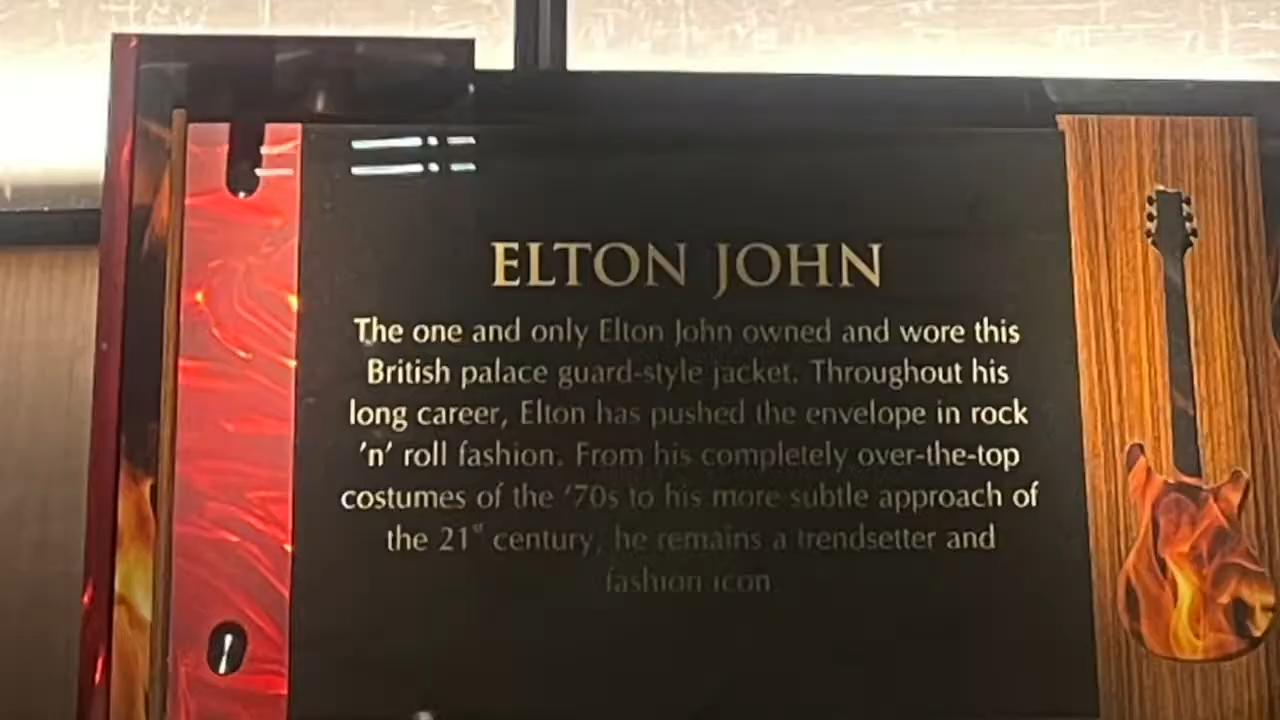 ELTON JOHN
The one and only Elton John owned and wore this
British palace guard-style jacket. Throughout his
long career, Elton has pushed the envelope in rock
’n’ roll fashion. From his completely over-the-top
costumes of the ’70s to his more subtle approach of
the 21st century, he remains a trendsetter and
fashion icon